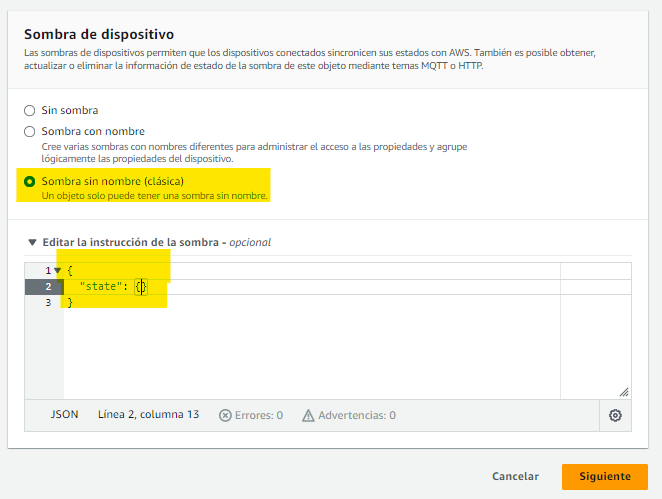 Sombra de dispositivo
Las sombras de dispositivos permiten que los dispositivos conectados sincronicen sus estados con AWS. También es posible obtener,
actualizar o eliminar la información de estado de la sombra de este objeto mediante temas MQTT o HTTP.
Sin sombra
Sombra con nombre
Cree varias sombras con nombres diferentes para administrar el acceso a las propiedades y agrupe
lógicamente las propiedades del dispositivo.
Sombra sin nombre (clásica)
Un objeto solo puede tener una sombra sin nombre.
Editar la instrucción de la sombra - opcional
1 {
2 "state": {}
3 }
JSON Línea 2, columna 13 Errores: 0 Advertencias: 0
Cancelar Siguiente